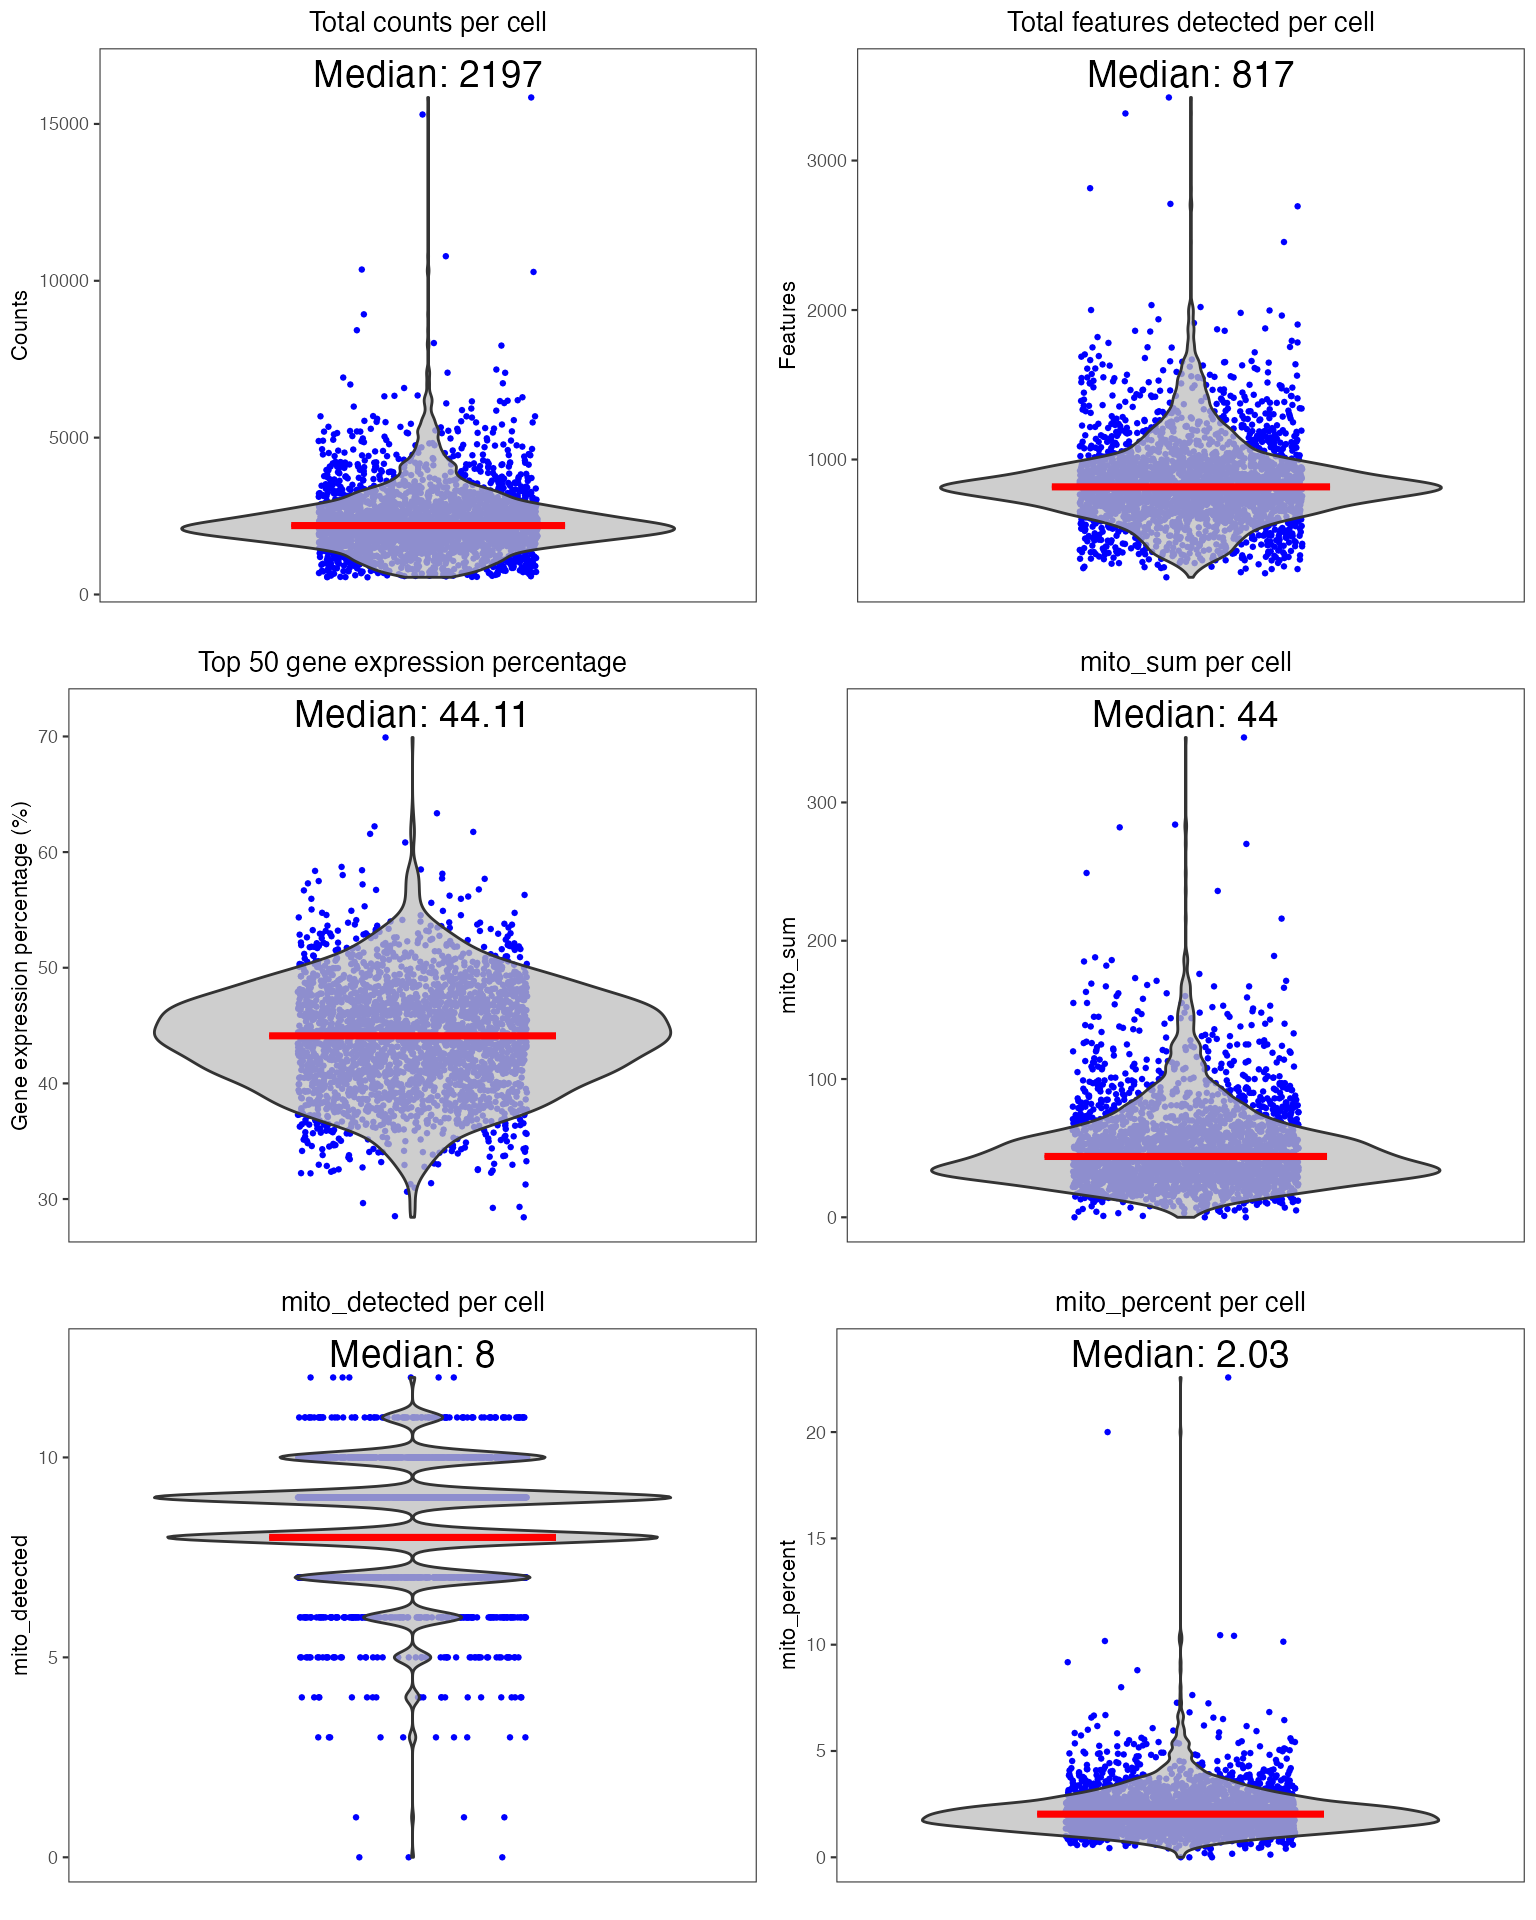 Total counts per cell
Median: 2197
Counts
15000
10000
5000
0
Total features detected per cell
Median: 817
Features
3000
2000
1000
Top 50 gene expression percentage
Median: 44.11
Gene expression percentage (%)
70
60
50
40
30
mito_sum per cell
Median: 44
mito_sum
300
200
100
0
mito_detected per cell
Median: 8
mito_detected
10
5
0
mito_percent per cell
Median: 2.03
mito_percent
20
15
10
5
0